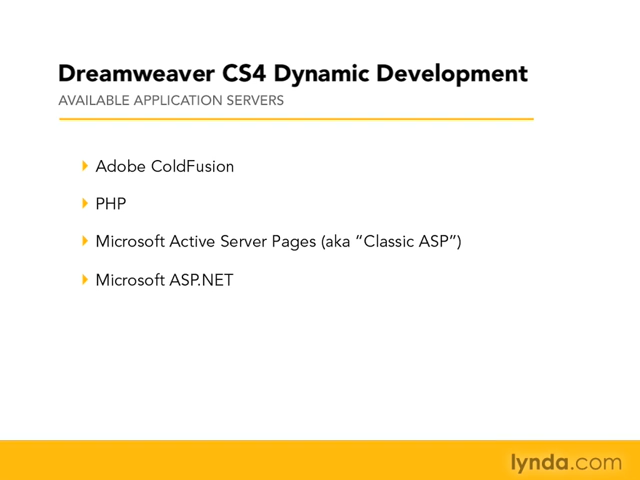 Dreamweaver CS4 Dynamic Development
AVAILABLE APPLICATION SERVERS
Adobe ColdFusion
PHP
Microsoft Active Server Pages (aka “Classic ASP”)
Microsoft ASP.NET
lynda.com